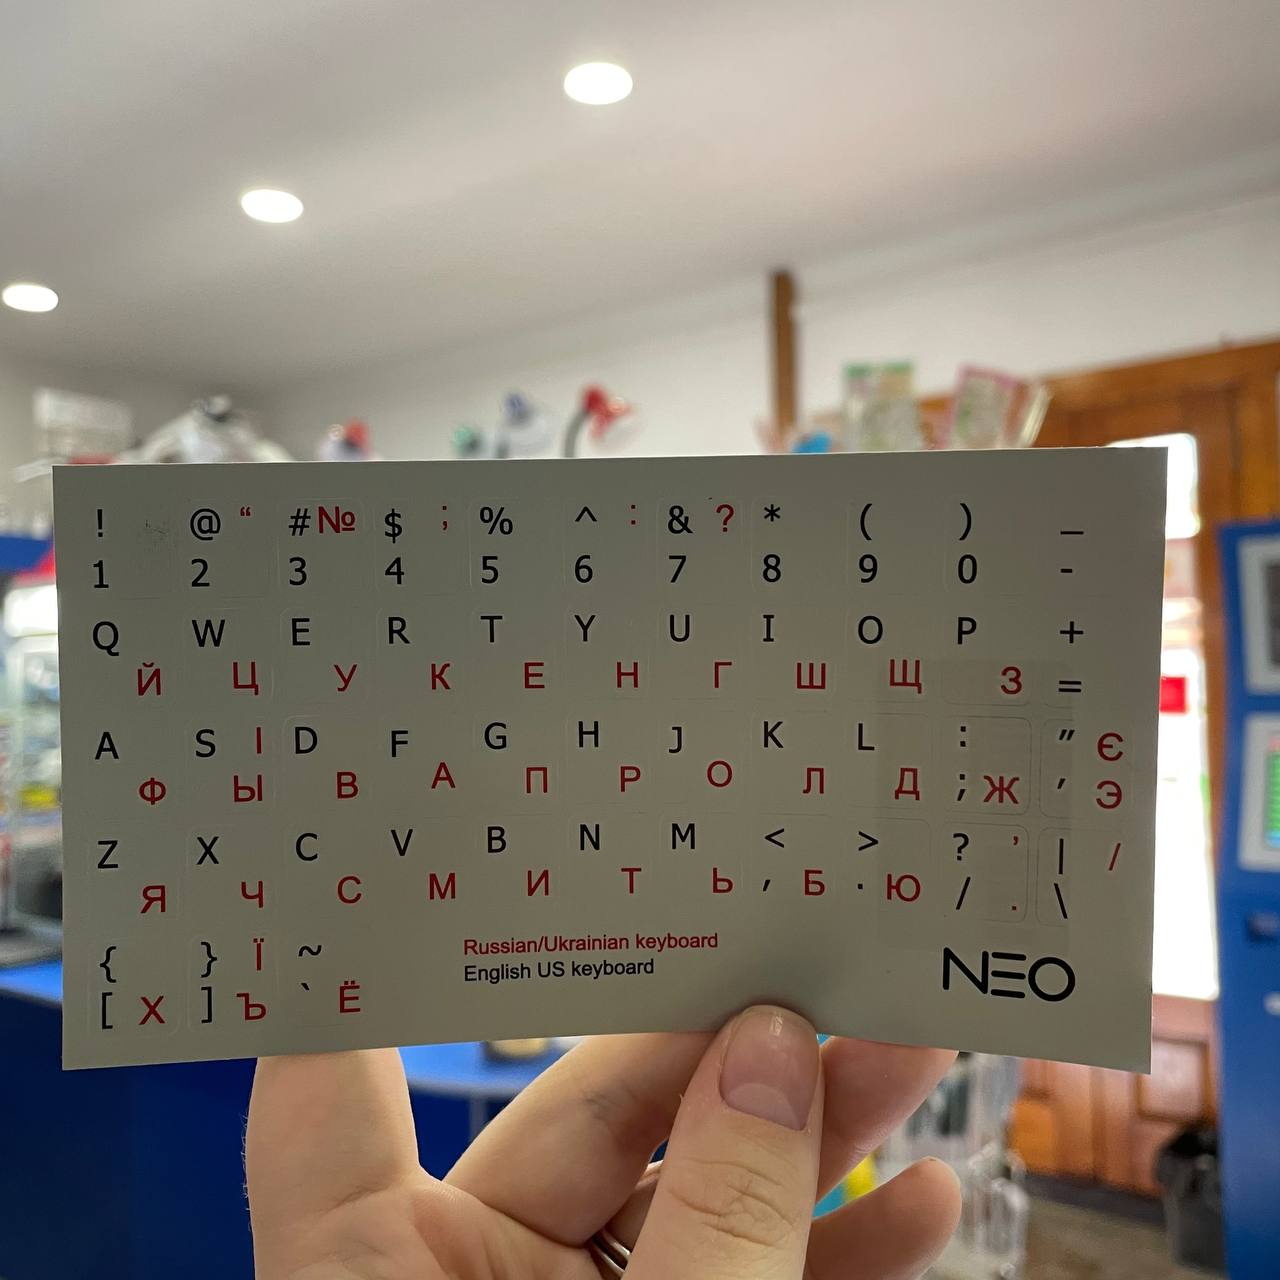 ! @ “ # № $ ; % ^ : & ? * ( ) _
1 2 3 4 5 6 7 8 9 0 -
Q W E R T Y U I O P +
Й Ц У К Е Н Г Ш Щ З =
A S І D F G H J K L : " Є
Ф Ы В А П Р О Л Д ; Ж ' Э
Z X C V B N M < > ? ' | /
Я Ч С М И Т Ь , Б . Ю / . \
{ } Ї ~
[ Х ] Ъ ` Ё
Russian/Ukrainian keyboard
English US keyboard
NEO